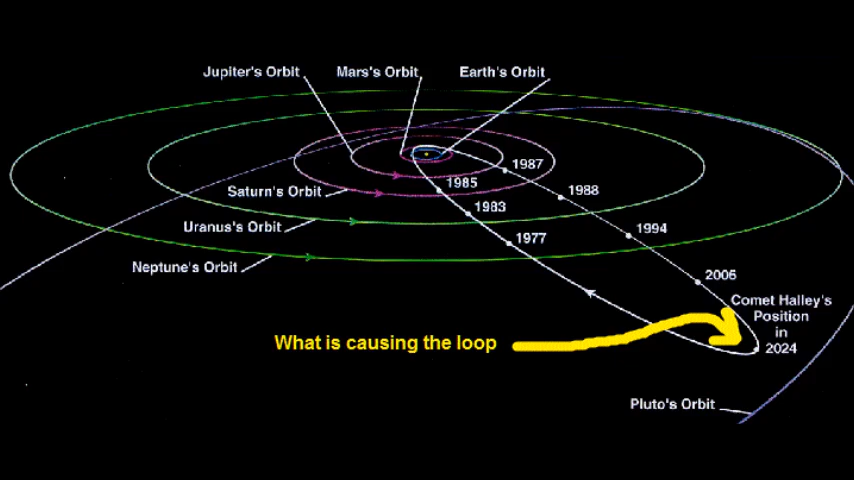 Jupiter's Orbit
Mars's Orbit
Earth's Orbit
1987
1985
1988
Saturn's Orbit
1983
Uranus's Orbit
1994
1977
Neptune's Orbit
2005
Comet Halley's
Position
in
2024
What is causing the loop
Pluto's Orbit